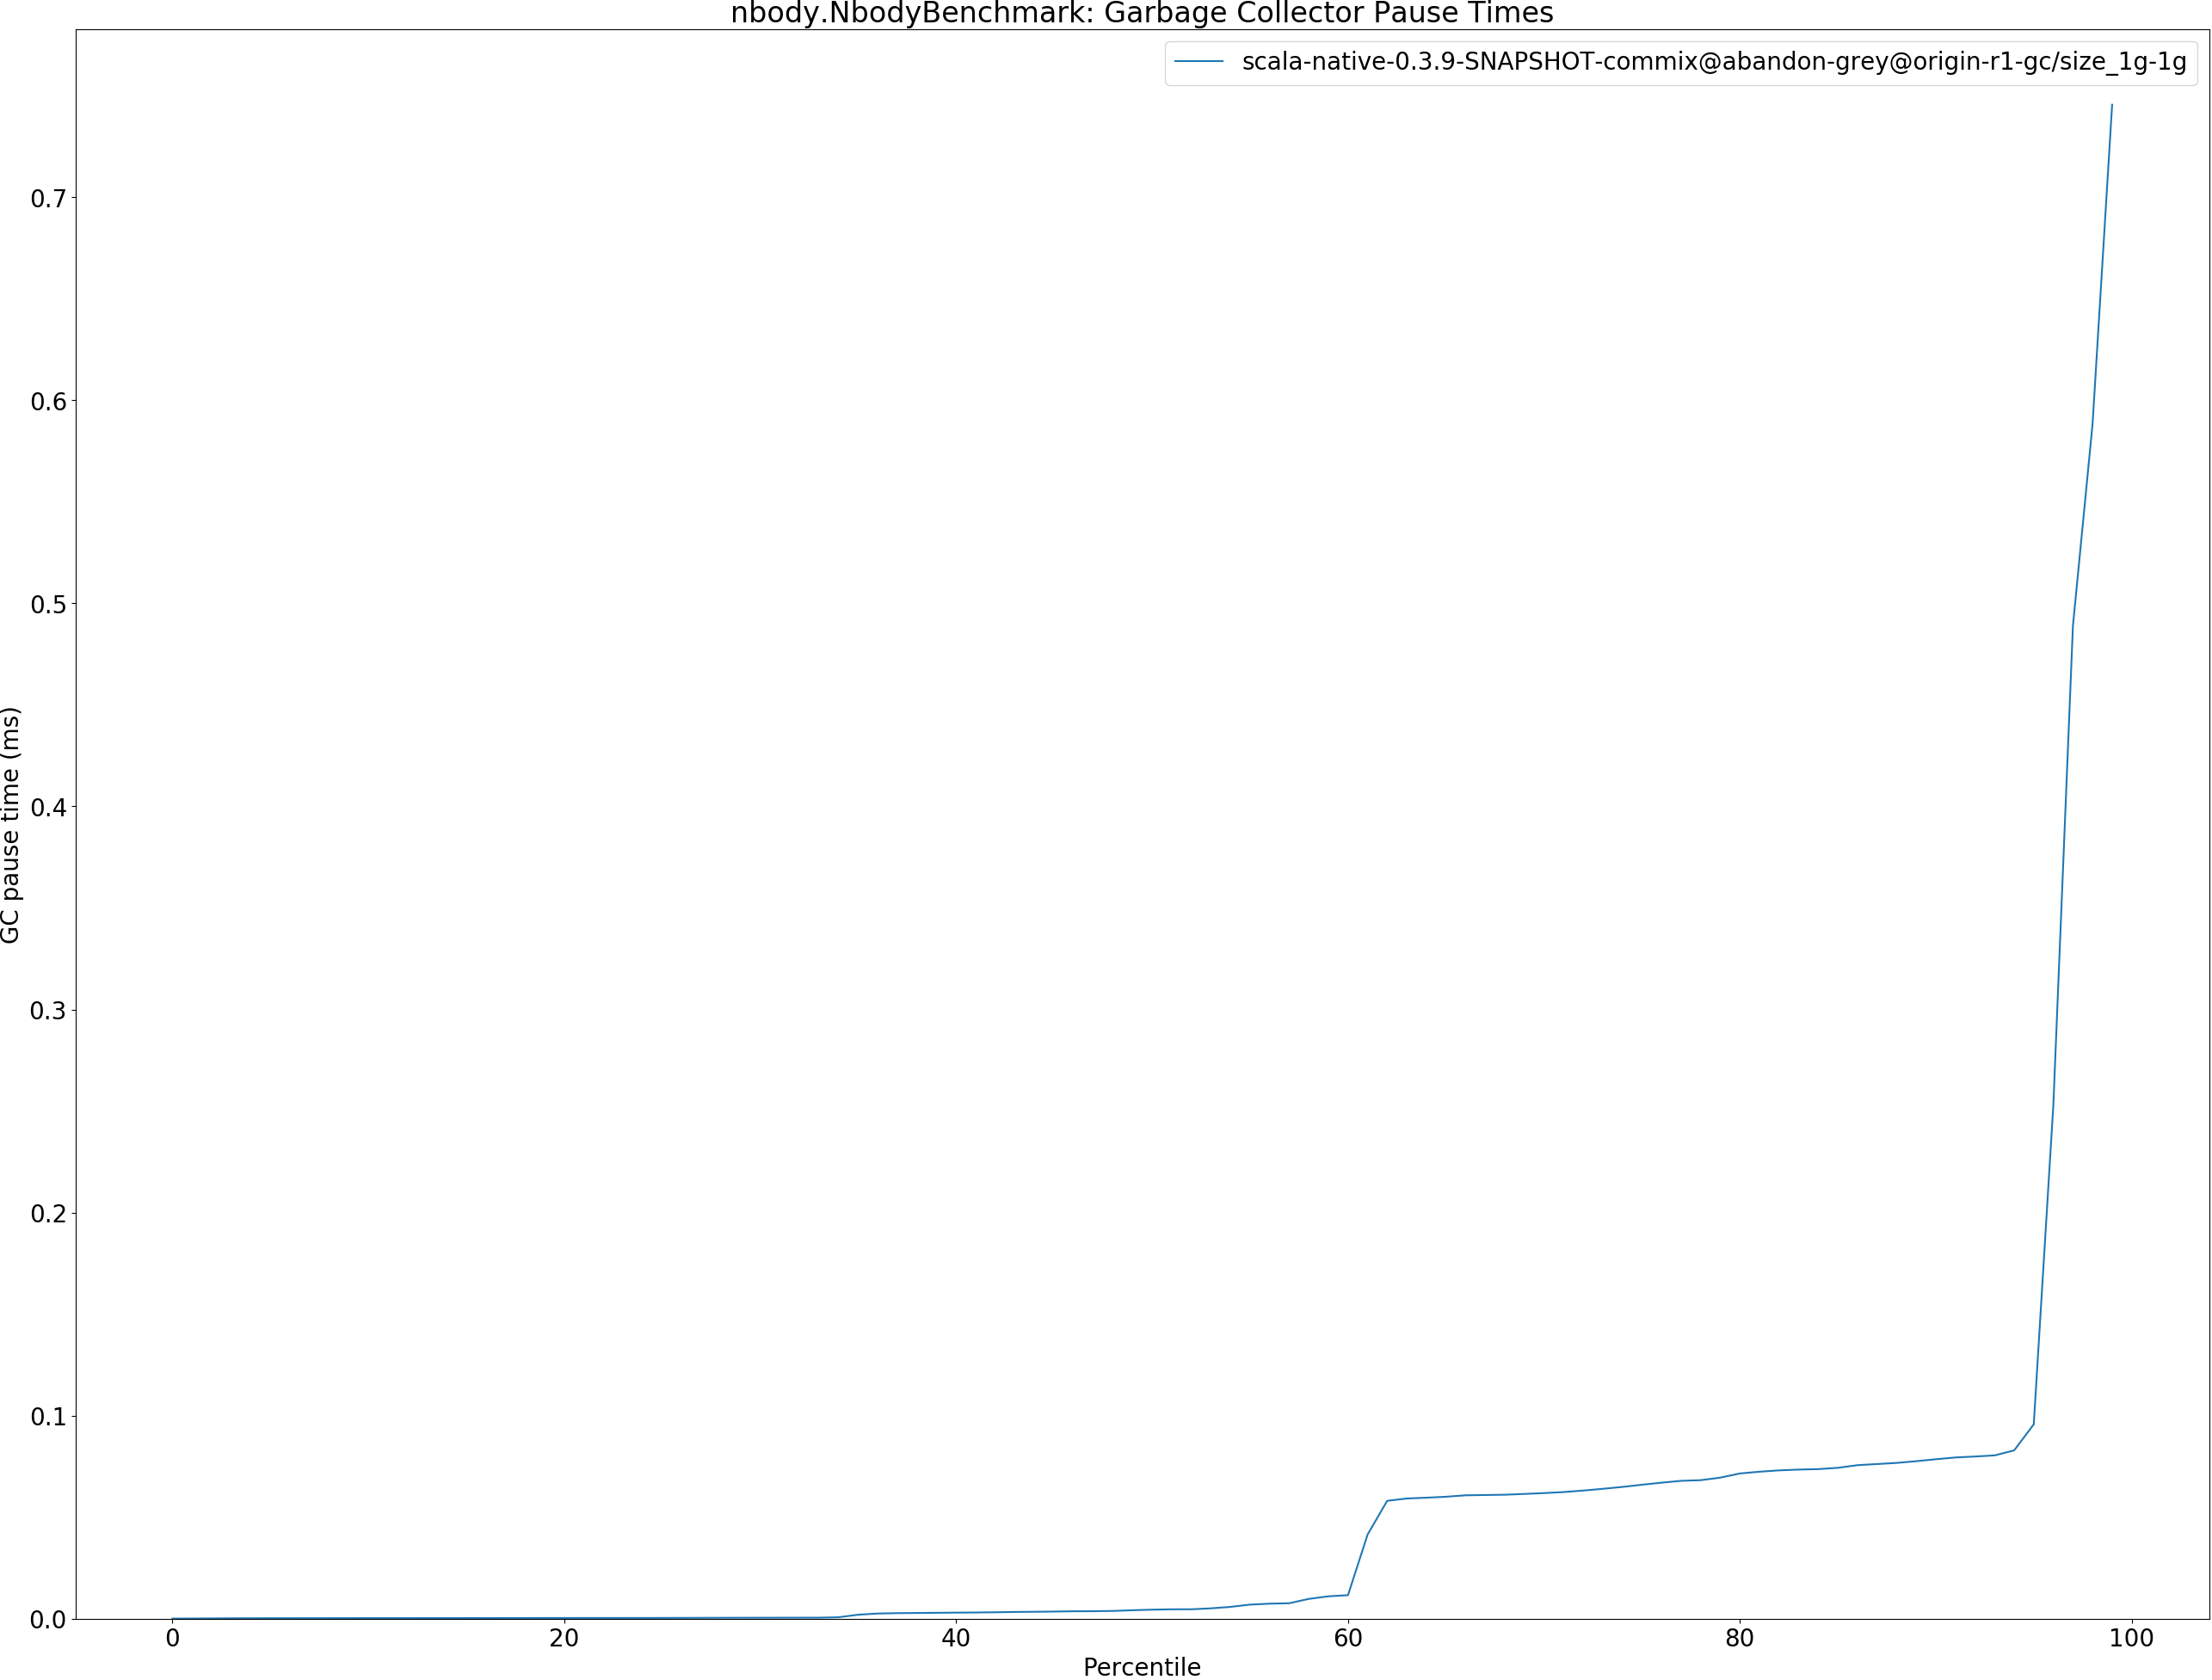 nbody.NbodyBenchmark: Garbage Collector Pause Times
scala-native-0.3.9-SNAPSHOT-commix@abandon-grey@origin-r1-gc/size_1g-1g
GC pause time (ms)
0.7
0.6
0.5
0.4
0.3
0.2
0.1
0.0
0 20 40 60 80 100
Percentile